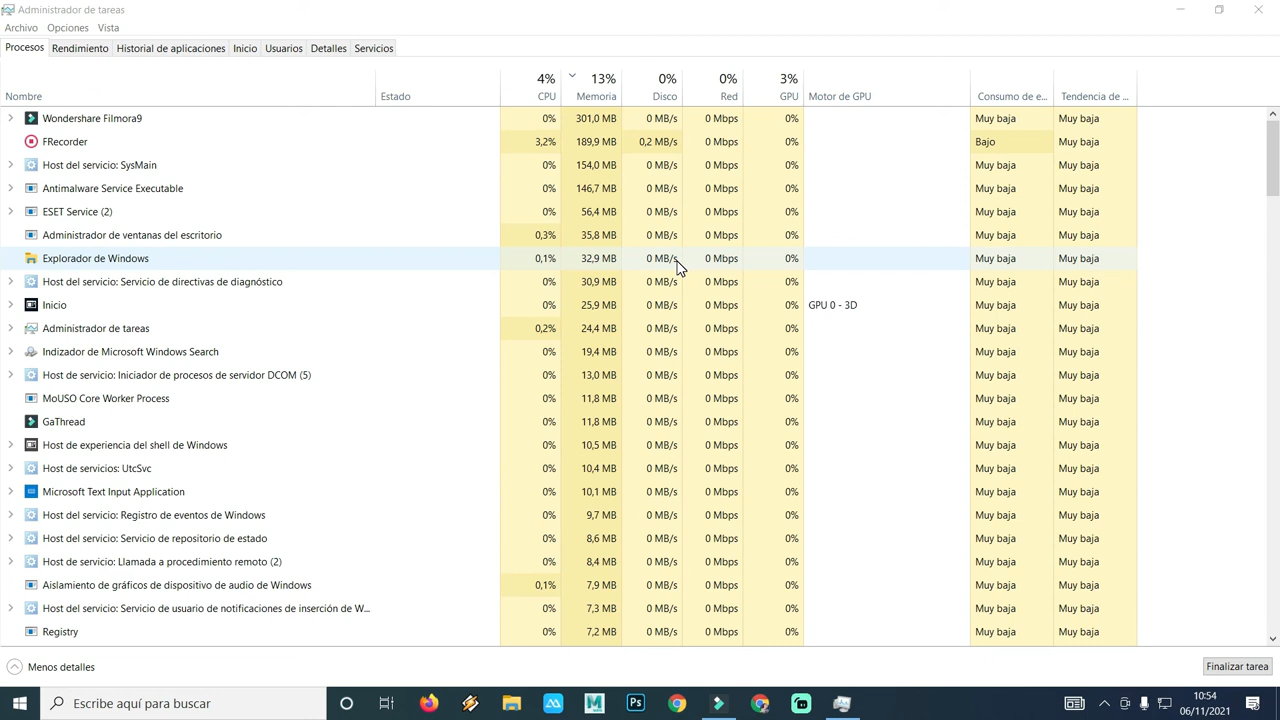 Administrador de tareas
Archivo Opciones Vista
Procesos Rendimiento Historial de aplicaciones Inicio Usuarios Detalles Servicios
4% 13% 0% 0% 3%
Nombre Estado CPU Memoria Disco Red GPU Motor de GPU Consumo de e... Tendencia de ...
Wondershare Filmora9 0% 301,0 MB 0 MB/s 0 Mbps 0% Muy baja Muy baja
FRecorder 3,2% 189,9 MB 0,2 MB/s 0 Mbps 0% Bajo Muy baja
Host del servicio: SysMain 0% 154,0 MB 0 MB/s 0 Mbps 0% Muy baja Muy baja
Antimalware Service Executable 0% 146,7 MB 0 MB/s 0 Mbps 0% Muy baja Muy baja
ESET Service (2) 0% 56,4 MB 0 MB/s 0 Mbps 0% Muy baja Muy baja
Administrador de ventanas del escritorio 0,3% 35,8 MB 0 MB/s 0 Mbps 0% Muy baja Muy baja
Explorador de Windows 0,1% 32,9 MB 0 MB/s 0 Mbps 0% Muy baja Muy baja
Host del servicio: Servicio de directivas de diagnóstico 0% 30,9 MB 0 MB/s 0 Mbps 0% Muy baja Muy baja
Inicio 0% 25,9 MB 0 MB/s 0 Mbps 0% GPU 0 - 3D Muy baja Muy baja
Administrador de tareas 0,2% 24,4 MB 0 MB/s 0 Mbps 0% Muy baja Muy baja
Indizador de Microsoft Windows Search 0% 19,4 MB 0 MB/s 0 Mbps 0% Muy baja Muy baja
Host de servicio: Iniciador de procesos de servidor DCOM (5) 0% 13,0 MB 0 MB/s 0 Mbps 0% Muy baja Muy baja
MoUSO Core Worker Process 0% 11,8 MB 0 MB/s 0 Mbps 0% Muy baja Muy baja
GaThread 0% 11,8 MB 0 MB/s 0 Mbps 0% Muy baja Muy baja
Host de experiencia del shell de Windows 0% 10,5 MB 0 MB/s 0 Mbps 0% Muy baja Muy baja
Host de servicios: UtcSvc 0% 10,4 MB 0 MB/s 0 Mbps 0% Muy baja Muy baja
Microsoft Text Input Application 0% 10,1 MB 0 MB/s 0 Mbps 0% Muy baja Muy baja
Host del servicio: Registro de eventos de Windows 0% 9,7 MB 0 MB/s 0 Mbps 0% Muy baja Muy baja
Host del servicio: Servicio de repositorio de estado 0% 8,6 MB 0 MB/s 0 Mbps 0% Muy baja Muy baja
Host del servicio: Llamada a procedimiento remoto (2) 0% 8,4 MB 0 MB/s 0 Mbps 0% Muy baja Muy baja
Aislamiento de gráficos de dispositivo de audio de Windows 0,1% 7,9 MB 0 MB/s 0 Mbps 0% Muy baja Muy baja
Host del servicio: Servicio de usuario de notificaciones de inserción de W... 0% 7,3 MB 0 MB/s 0 Mbps 0% Muy baja Muy baja
Registry 0% 7,2 MB 0 MB/s 0 Mbps 0% Muy baja Muy baja
Menos detalles Finalizar tarea
Escribe aquí para buscar Ps 10:54
06/11/2021